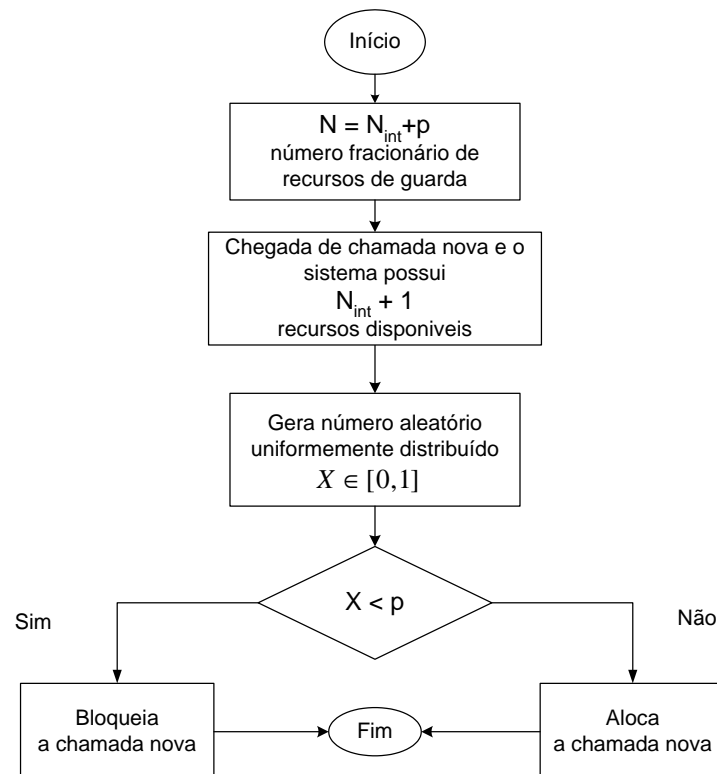 Início
N = N_int+p
número fracionário de
recursos de guarda
Chegada de chamada nova e o
sistema possui
N_int + 1
recursos disponiveis
Gera número aleatório
uniformemente distribuído
X ∈ [0,1]
X < p
Sim
Não
Bloqueia
a chamada nova
Fim
Aloca
a chamada nova